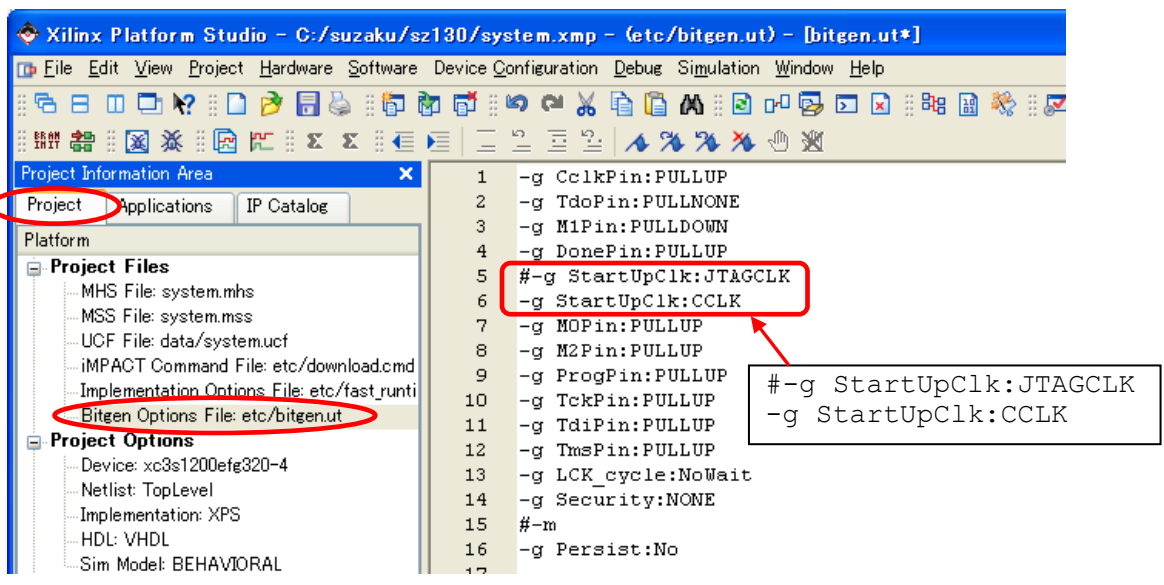 Xilinx Platform Studio - C:/suzaku/sz130/system.xmp - (etc/bitgen.ut) - [bitgen.ut*]
File Edit View Project Hardware Software Device Configuration Debug Simulation Window Help
BRAM INIT
Project Information Area
Project Applications IP Catalog
Platform
Project Files
MHS File: system.mhs
MSS File: system.mss
UCF File: data/system.ucf
iMPACT Command File: etc/download.cmd
Implementation Options File: etc/fast_runti
Bitgen Options File: etc/bitgen.ut
Project Options
Device: xc3s1200efg320-4
Netlist: TopLevel
Implementation: XPS
HDL: VHDL
Sim Model: BEHAVIORAL
1 -g CclkPin:PULLUP
2 -g TdoPin:PULLNONE
3 -g M1Pin:PULLDOWN
4 -g DonePin:PULLUP
5 #-g StartUpClk:JTAGCLK
6 -g StartUpClk:CCLK
7 -g M0Pin:PULLUP
8 -g M2Pin:PULLUP
9 -g ProgPin:PULLUP
10 -g TckPin:PULLUP
11 -g TdiPin:PULLUP
12 -g TmsPin:PULLUP
13 -g LCK_cycle:NoWait
14 -g Security:NONE
15 #-m
16 -g Persist:No
17
#-g StartUpClk:JTAGCLK
-g StartUpClk:CCLK